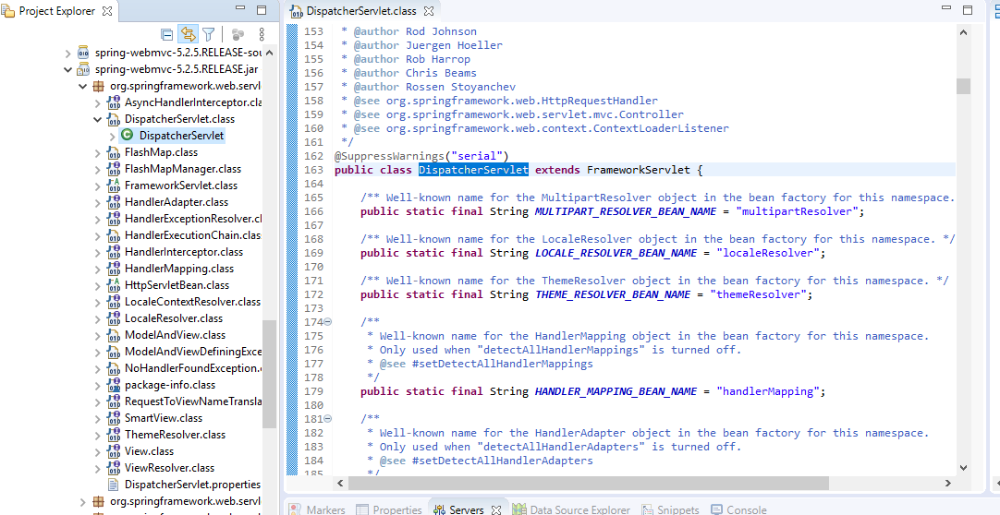 Project Explorer
spring-webmvc-5.2.5.RELEASE-sou
spring-webmvc-5.2.5.RELEASE.jar
org.springframework.web.servl
AsyncHandlerInterceptor.cla
DispatcherServlet.class
DispatcherServlet
FlashMap.class
FlashMapManager.class
FrameworkServlet.class
HandlerAdapter.class
HandlerExceptionResolver.cl
HandlerExecutionChain.class
HandlerInterceptor.class
HandlerMapping.class
HttpServletBean.class
LocaleContextResolver.class
LocaleResolver.class
ModelAndView.class
ModelAndViewDefiningExce
NoHandlerFoundException.c
package-info.class
RequestToViewNameTransla
SmartView.class
ThemeResolver.class
View.class
ViewResolver.class
DispatcherServlet.properties
org.springframework.web.servl
DispatcherServlet.class
153 * @author Rod Johnson
154 * @author Juergen Hoeller
155 * @author Rob Harrop
156 * @author Chris Beams
157 * @author Rossen Stoyanchev
158 * @see org.springframework.web.HttpRequestHandler
159 * @see org.springframework.web.servlet.mvc.Controller
160 * @see org.springframework.web.context.ContextLoaderListener
161 */
162 @SuppressWarnings("serial")
163 public class DispatcherServlet extends FrameworkServlet {
164
165 /** Well-known name for the MultipartResolver object in the bean factory for this namespace.
166 public static final String MULTIPART_RESOLVER_BEAN_NAME = "multipartResolver";
167
168 /** Well-known name for the LocaleResolver object in the bean factory for this namespace. */
169 public static final String LOCALE_RESOLVER_BEAN_NAME = "localeResolver";
170
171 /** Well-known name for the ThemeResolver object in the bean factory for this namespace. */
172 public static final String THEME_RESOLVER_BEAN_NAME = "themeResolver";
173
174 /**
175 * Well-known name for the HandlerMapping object in the bean factory for this namespace.
176 * Only used when "detectAllHandlerMappings" is turned off.
177 * @see #setDetectAllHandlerMappings
178 */
179 public static final String HANDLER_MAPPING_BEAN_NAME = "handlerMapping";
180
181 /**
182 * Well-known name for the HandlerAdapter object in the bean factory for this namespace.
183 * Only used when "detectAllHandlerAdapters" is turned off.
184 * @see #setDetectAllHandlerAdapters
185 */
Markers Properties Servers Data Source Explorer Snippets Console